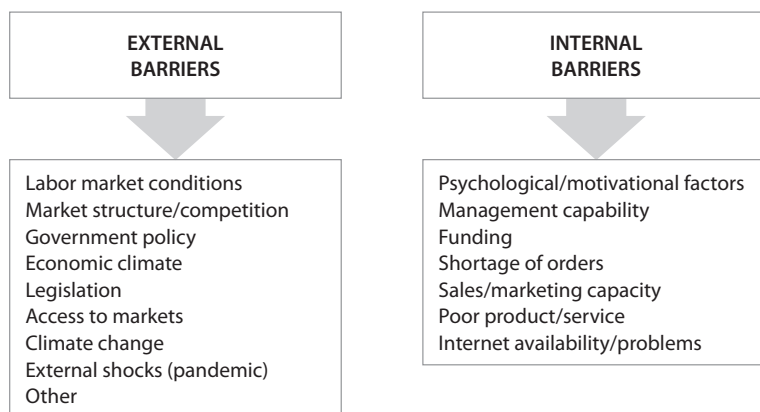 EXTERNAL
BARRIERS
Labor market conditions
Market structure/competition
Government policy
Economic climate
Legislation
Access to markets
Climate change
External shocks (pandemic)
Other
INTERNAL
BARRIERS
Psychological/motivational factors
Management capability
Funding
Shortage of orders
Sales/marketing capacity
Poor product/service
Internet availability/problems